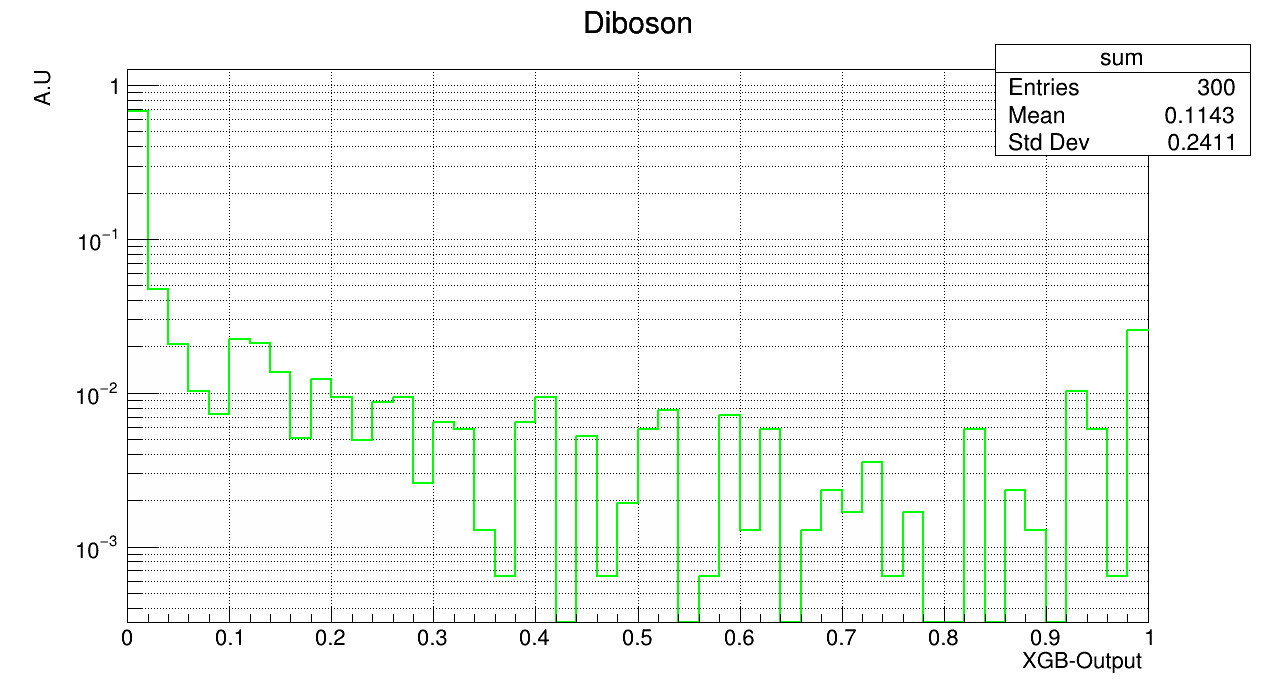 Diboson
A.U
sum
Entries 300
Mean 0.1143
Std Dev 0.2411
1
10−1
10−2
10−3
0 0.1 0.2 0.3 0.4 0.5 0.6 0.7 0.8 0.9 1
XGB-Output